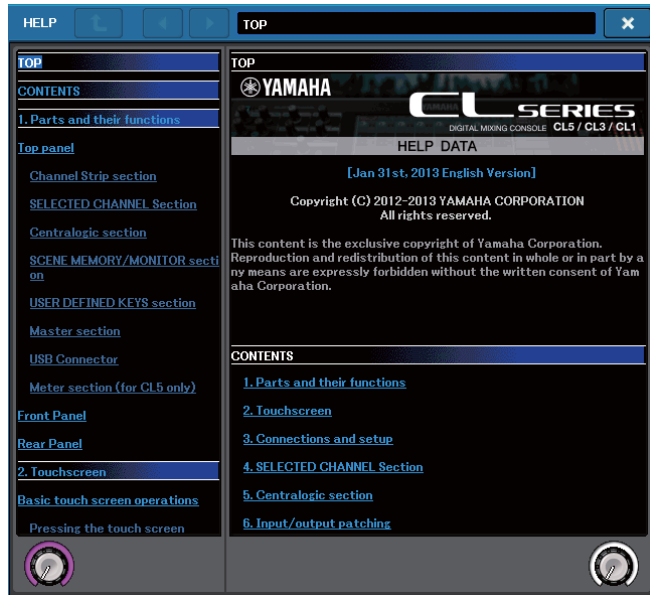 HELP
TOP
TOP
CONTENTS
1. Parts and their functions
Top panel
Channel Strip section
SELECTED CHANNEL Section
Centralogic section
SCENE MEMORY/MONITOR secti
on
USER DEFINED KEYS section
Master section
USB Connector
Meter section (for CL5 only)
Front Panel
Rear Panel
2. Touchscreen
Basic touch screen operations
Pressing the touch screen
TOP
YAMAHA
CL SERIES
DIGITAL MIXING CONSOLE CL5 / CL3 / CL1
HELP DATA
[Jan 31st, 2013 English Version]
Copyright (C) 2012-2013 YAMAHA CORPORATION
All rights reserved.
This content is the exclusive copyright of Yamaha Corporation.
Reproduction and redistribution of this content in whole or in part by a
ny means are expressly forbidden without the written consent of Yam
aha Corporation.
CONTENTS
1. Parts and their functions
2. Touchscreen
3. Connections and setup
4. SELECTED CHANNEL Section
5. Centralogic section
6. Input/output patching